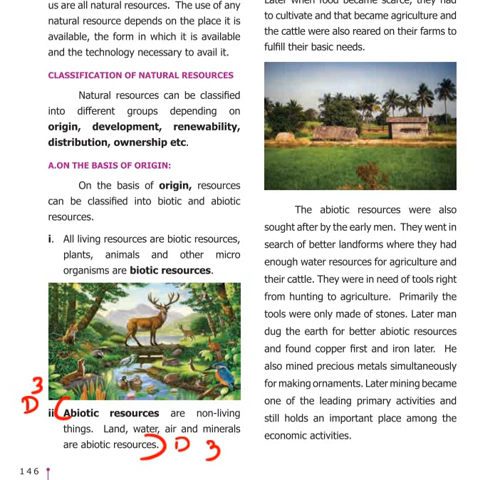 us are all natural resources. The use of any
natural resource depends on the place it is
available, the form in which it is available
and the technology necessary to avail it.
CLASSIFICATION OF NATURAL RESOURCES
Natural resources can be classified
into different groups depending on
origin, development, renewability,
distribution, ownership etc.
A.ON THE BASIS OF ORIGIN:
On the basis of origin, resources
can be classified into biotic and abiotic
resources.
i. All living resources are biotic resources,
plants, animals and other micro
organisms are biotic resources.
3
D
ii Abiotic resources are non-living
things. Land, water, air and minerals
are abiotic resources. D 3
146
to cultivate and that became agriculture and
the cattle were also reared on their farms to
fulfill their basic needs.
The abiotic resources were also
sought after by the early men. They went in
search of better landforms where they had
enough water resources for agriculture and
their cattle. They were in need of tools right
from hunting to agriculture. Primarily the
tools were only made of stones. Later man
dug the earth for better abiotic resources
and found copper first and iron later. He
also mined precious metals simultaneously
for making ornaments. Later mining became
one of the leading primary activities and
still holds an important place among the
economic activities.